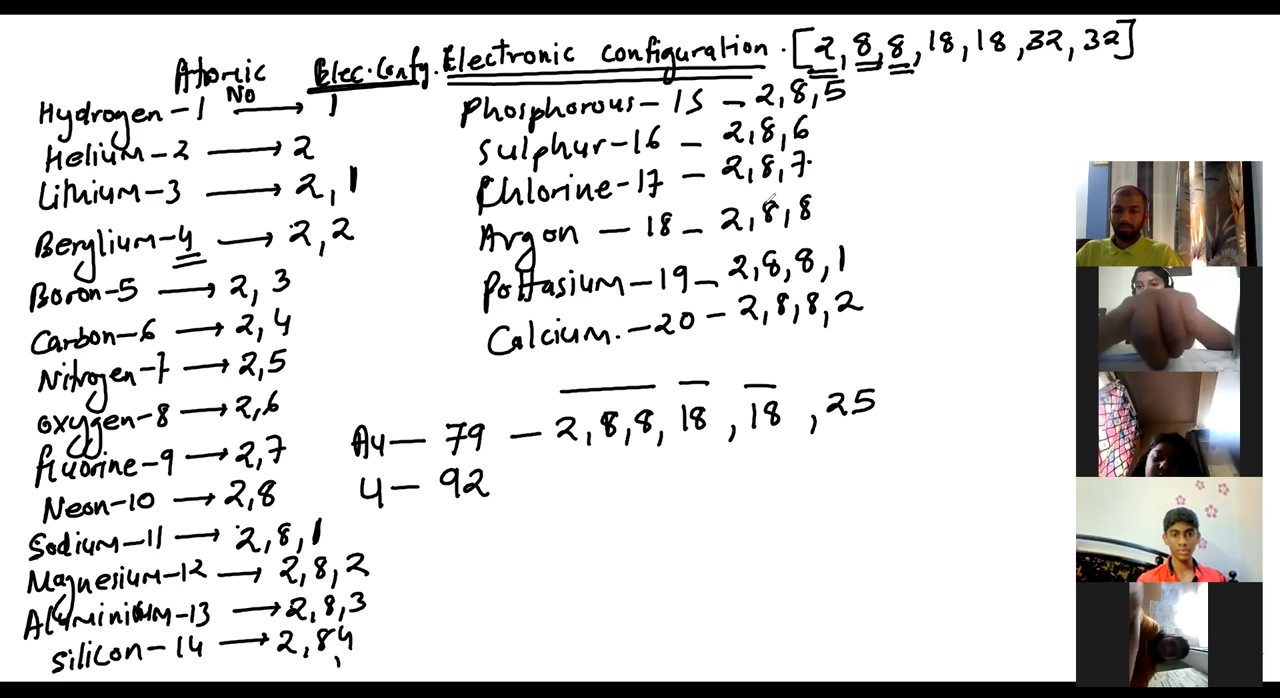 Electronic configuration. [2, 8, 8, 18, 18, 32, 32]
Atomic No Elec. Confg.
Hydrogen-1 → 1
Helium-2 → 2
Lithium-3 → 2, 1
Berylium-4 → 2, 2
Boron-5 → 2, 3
Carbon-6 → 2, 4
Nitrogen-7 → 2,5
oxygen-8 → 2,6
fluorine-9 → 2,7
Neon-10 → 2,8
Sodium-11 → 2,8,1
Magnesium-12 → 2,8,2
Aluminium-13 → 2,8,3
Silicon-14 → 2,8,4
Phosphorous-15 - 2,8,5
Sulphur-16 - 2,8,6
Chlorine-17 - 2,8,7.
Argon - 18 - 2,8,8
Pottasium-19 - 2,8,8,1
Calcium. -20 - 2,8,8,2
Au- 79 - 2,8,8,18,18,25
U- 92